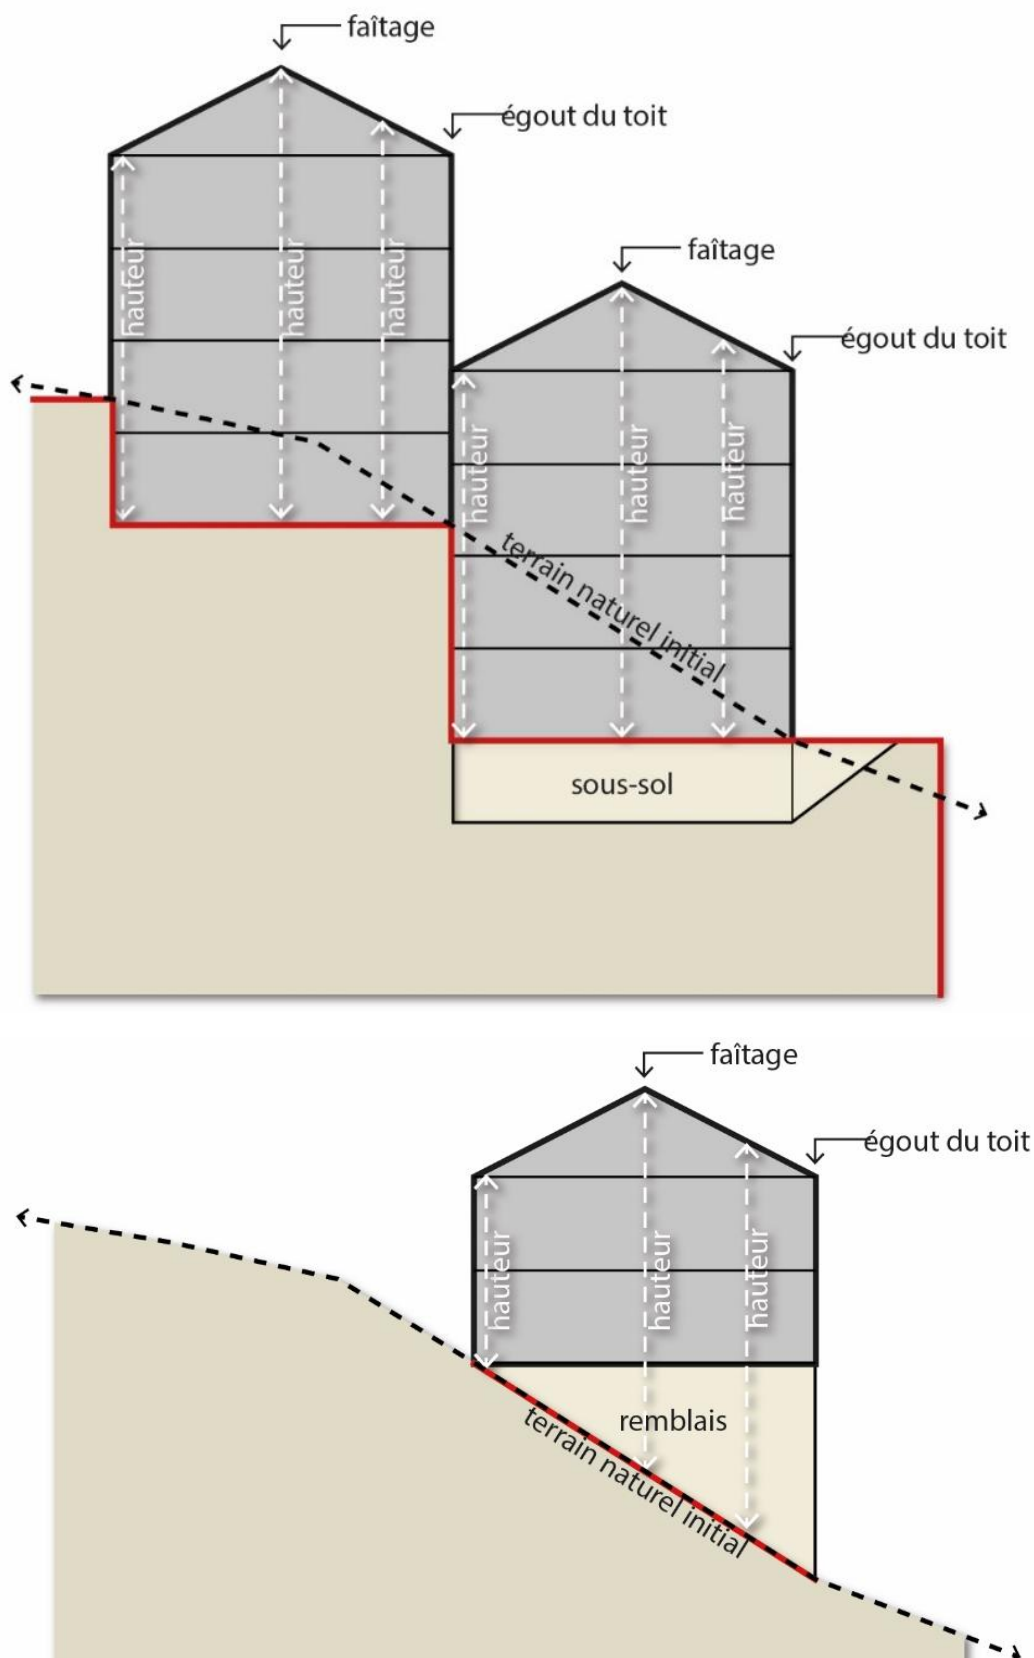 faîtage
égout du toit
hauteur
hauteur
hauteur
faîtage
égout du toit
hauteur
hauteur
hauteur
terrain naturel initial
sous-sol
faîtage
égout du toit
hauteur
hauteur
hauteur
remblais
terrain naturel initial